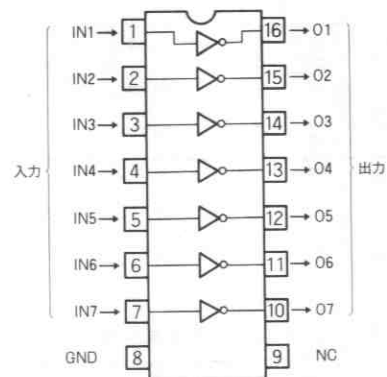 IN1→ 1 16 →O1
IN2→ 2 15 →O2
IN3→ 3 14 →O3
入力 IN4→ 4 13 →O4 出力
IN5→ 5 12 →O5
IN6→ 6 11 →O6
IN7→ 7 10 →O7
GND 8 9 NC